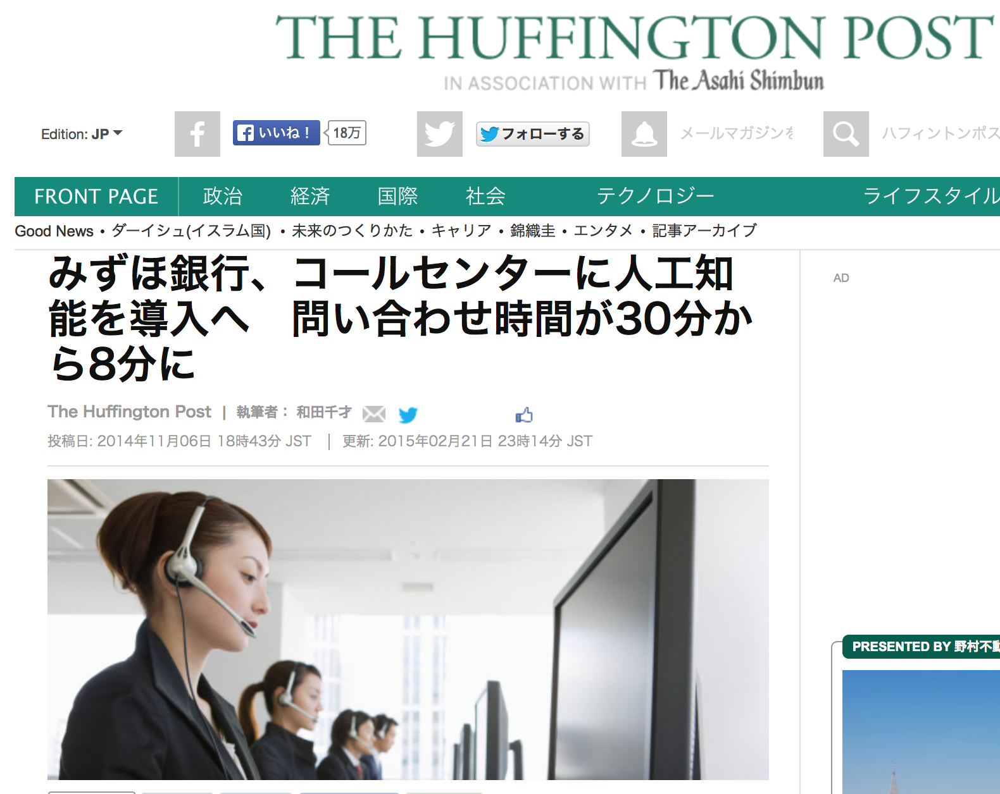 THE HUFFINGTON POST
IN ASSOCIATION WITH The Asahi Shimbun
Edition: JP
いいね！ 18万
フォローする
メールマガジンを
ハフィントンポス
FRONT PAGE 政治 経済 国際 社会 テクノロジー ライフスタイル
Good News • ダーイシュ(イスラム国) • 未来のつくりかた • キャリア • 錦織圭 • エンタメ • 記事アーカイブ
みずほ銀行、コールセンターに人工知
能を導入へ　問い合わせ時間が30分か
ら8分に
AD
The Huffington Post | 執筆者： 和田千才
投稿日: 2014年11月06日 18時43分 JST | 更新: 2015年02月21日 23時14分 JST
PRESENTED BY 野村不動